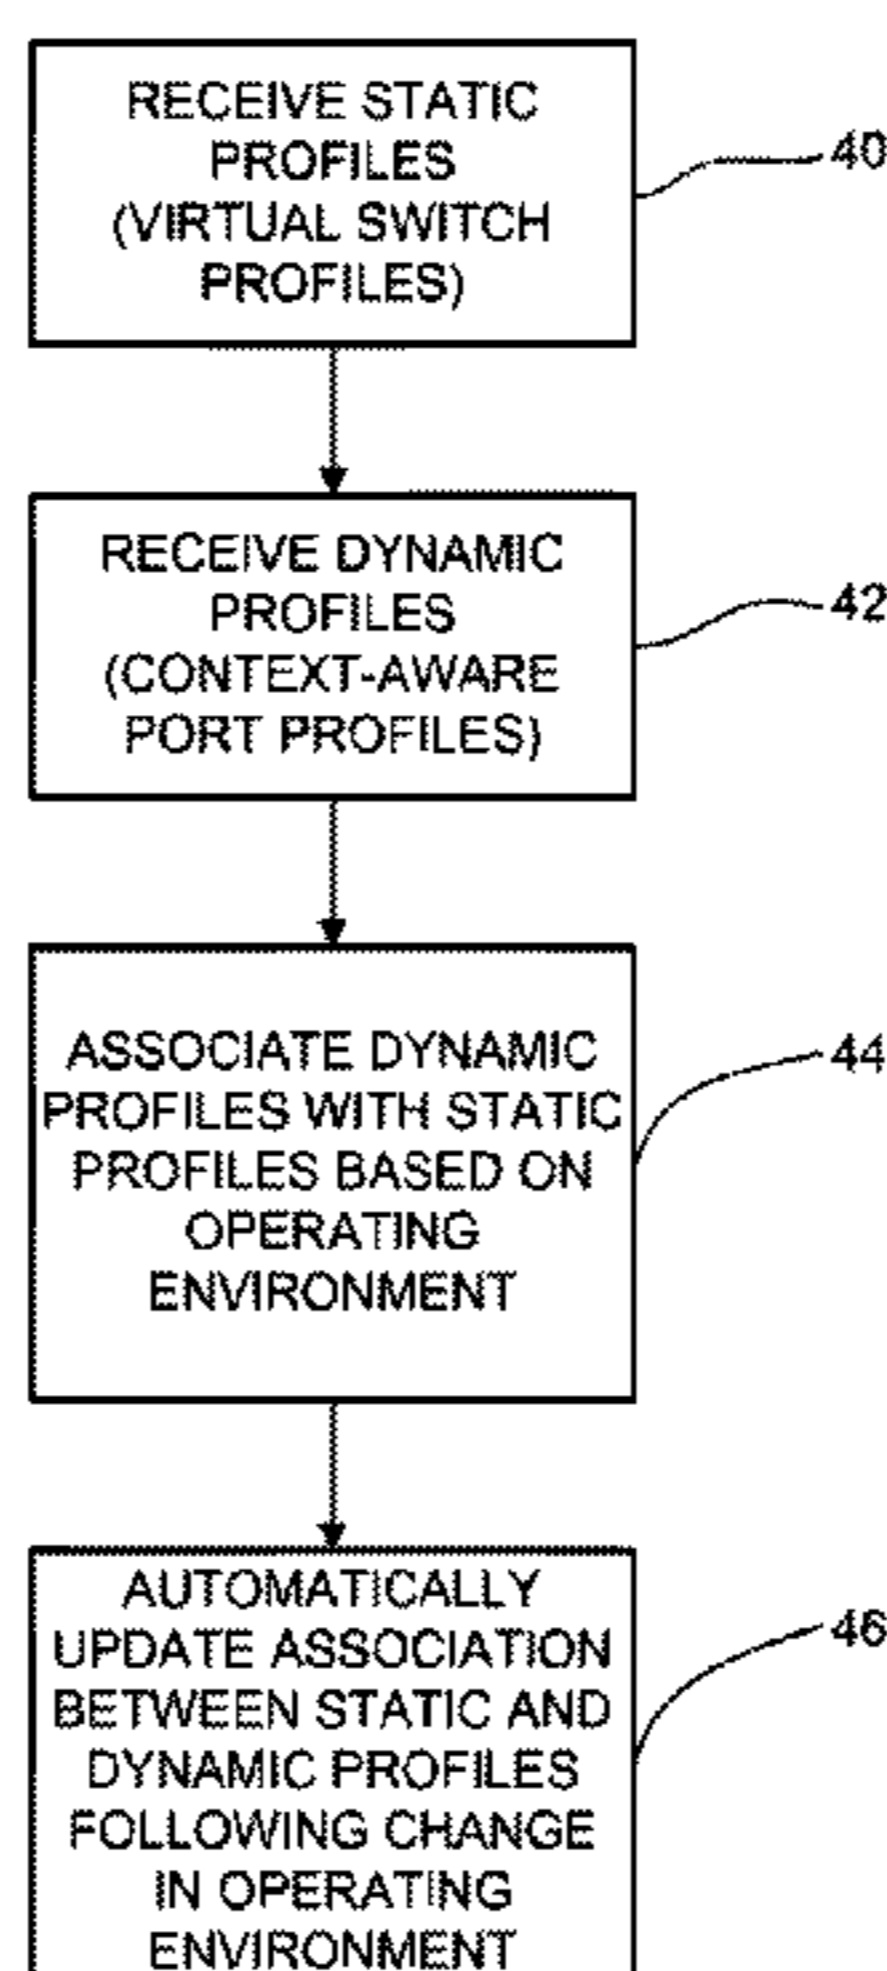 RECEIVE STATIC
PROFILES
(VIRTUAL SWITCH
PROFILES)
40
RECEIVE DYNAMIC
PROFILES
(CONTEXT-AWARE
PORT PROFILES)
42
ASSOCIATE DYNAMIC
PROFILES WITH STATIC
PROFILES BASED ON
OPERATING
ENVIRONMENT
44
AUTOMATICALLY
UPDATE ASSOCIATION
BETWEEN STATIC AND
DYNAMIC PROFILES
FOLLOWING CHANGE
IN OPERATING
ENVIRONMENT
46